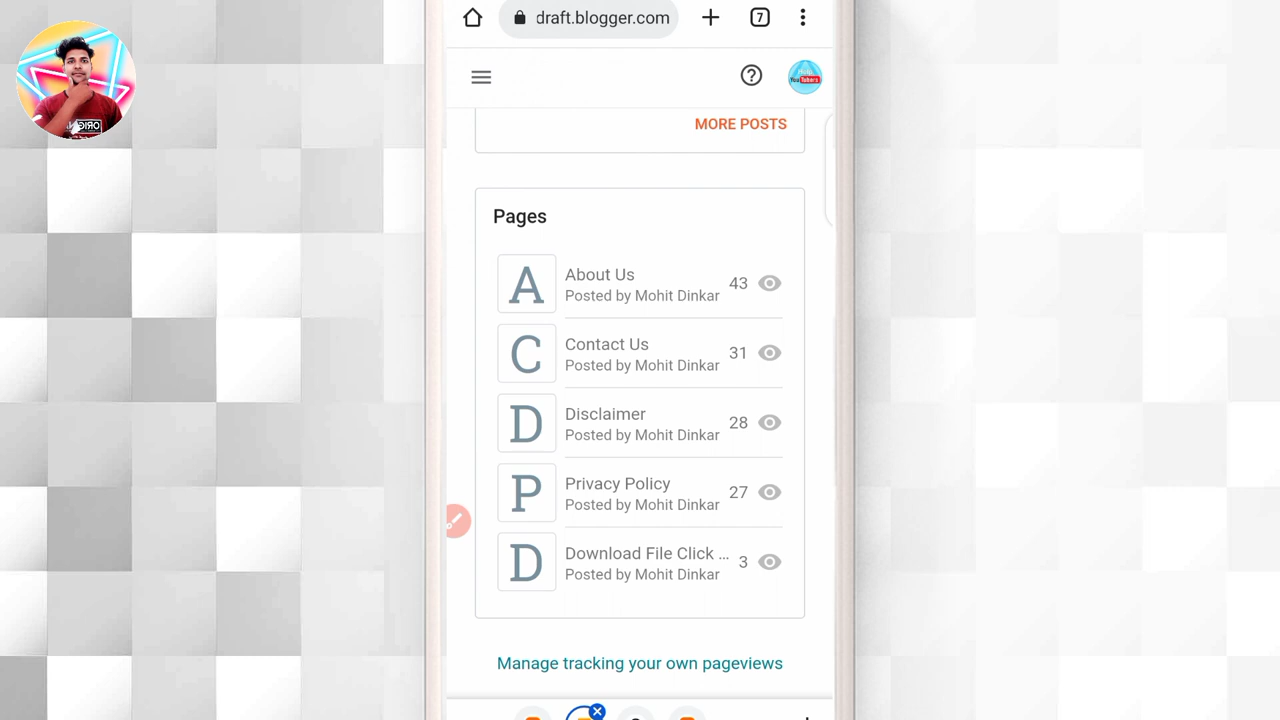 draft.blogger.com
7
YouTubers
MORE POSTS
Pages
A
About Us
Posted by Mohit Dinkar
43
C
Contact Us
Posted by Mohit Dinkar
31
D
Disclaimer
Posted by Mohit Dinkar
28
P
Privacy Policy
Posted by Mohit Dinkar
27
D
Download File Click ...
Posted by Mohit Dinkar
3
Manage tracking your own pageviews